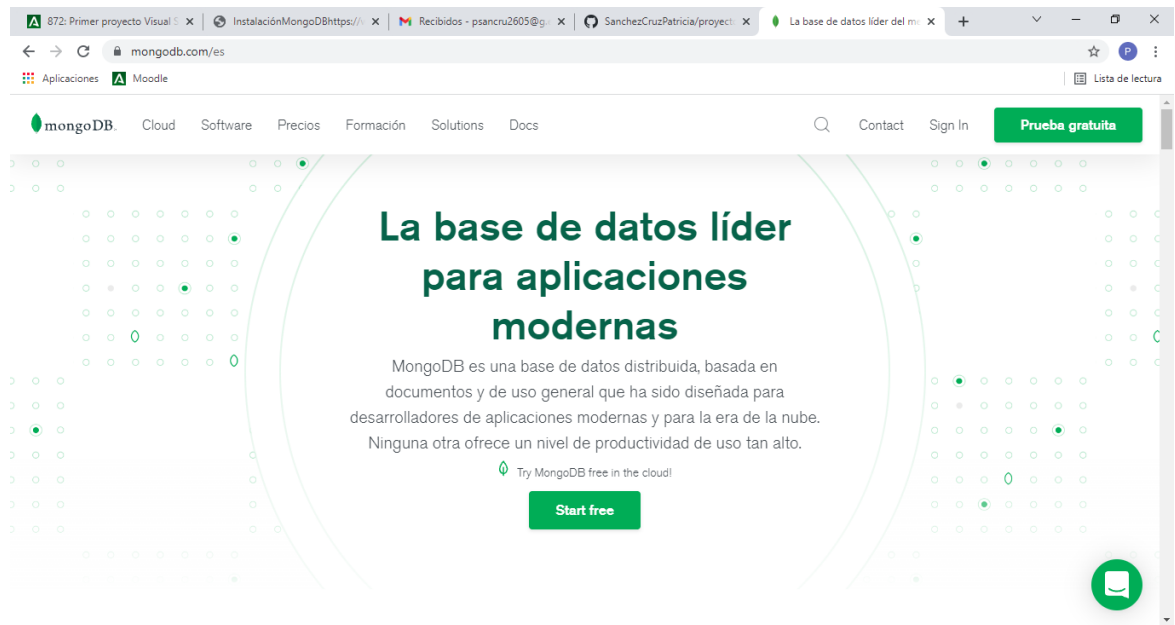 872: Primer proyecto Visual S
InstalaciónMongoDBhttps://
Recibidos - psancru2605@g
SanchezCruzPatricia/proyect
La base de datos líder del me
mongodb.com/es
P
Aplicaciones
Moodle
Lista de lectura
mongoDB.
Cloud
Software
Precios
Formación
Solutions
Docs
Contact
Sign In
Prueba gratuita
La base de datos líder
para aplicaciones
modernas
MongoDB es una base de datos distribuida, basada en
documentos y de uso general que ha sido diseñada para
desarrolladores de aplicaciones modernas y para la era de la nube.
Ninguna otra ofrece un nivel de productividad de uso tan alto.
Try MongoDB free in the cloud!
Start free